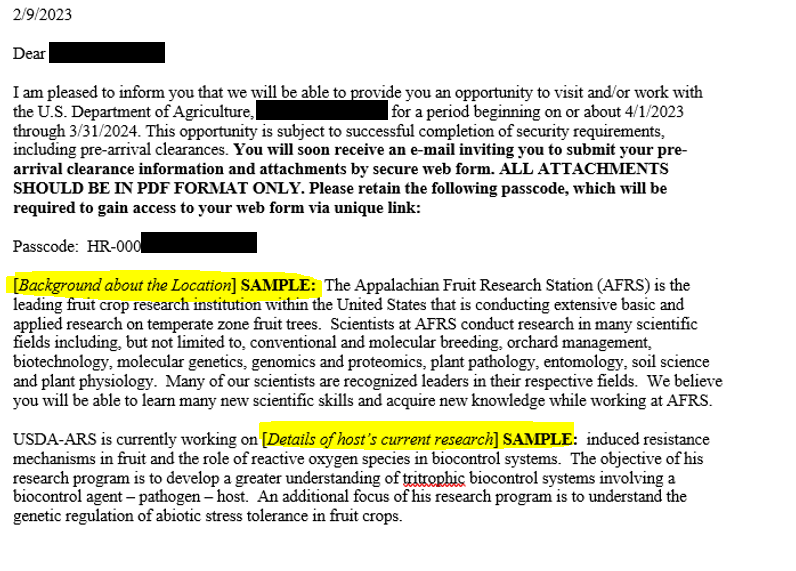 2/9/2023
Dear
I am pleased to inform you that we will be able to provide you an opportunity to visit and/or work with
the U.S. Department of Agriculture, for a period beginning on or about 4/1/2023
through 3/31/2024. This opportunity is subject to successful completion of security requirements,
including pre-arrival clearances. You will soon receive an e-mail inviting you to submit your pre-
arrival clearance information and attachments by secure web form. ALL ATTACHMENTS
SHOULD BE IN PDF FORMAT ONLY. Please retain the following passcode, which will be
required to gain access to your web form via unique link:
Passcode: HR-000
[Background about the Location] SAMPLE: The Appalachian Fruit Research Station (AFRS) is the
leading fruit crop research institution within the United States that is conducting extensive basic and
applied research on temperate zone fruit trees. Scientists at AFRS conduct research in many scientific
fields including, but not limited to, conventional and molecular breeding, orchard management,
biotechnology, molecular genetics, genomics and proteomics, plant pathology, entomology, soil science
and plant physiology. Many of our scientists are recognized leaders in their respective fields. We believe
you will be able to learn many new scientific skills and acquire new knowledge while working at AFRS.
USDA-ARS is currently working on [Details of host's current research] SAMPLE: induced resistance
mechanisms in fruit and the role of reactive oxygen species in biocontrol systems. The objective of his
research program is to develop a greater understanding of tritrophic biocontrol systems involving a
biocontrol agent – pathogen – host. An additional focus of his research program is to understand the
genetic regulation of abiotic stress tolerance in fruit crops.